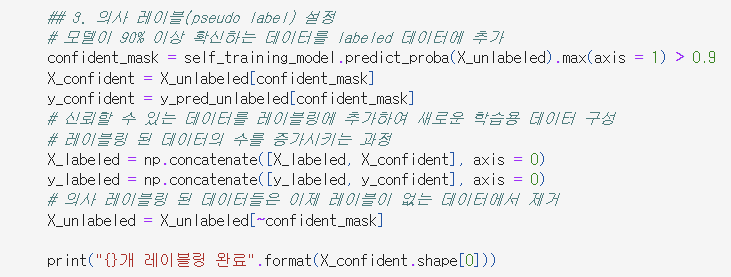 ## 3. 의사 레이블(pseudo label) 설정
# 모델이 90% 이상 확신하는 데이터를 labeled 데이터에 추가
confident_mask = self_training_model.predict_proba(X_unlabeled).max(axis = 1) > 0.9
X_confident = X_unlabeled[confident_mask]
y_confident = y_pred_unlabeled[confident_mask]
# 신뢰할 수 있는 데이터를 레이블링에 추가하여 새로운 학습용 데이터 구성
# 레이블링 된 데이터의 수를 증가시키는 과정
X_labeled = np.concatenate([X_labeled, X_confident], axis = 0)
y_labeled = np.concatenate([y_labeled, y_confident], axis = 0)
# 의사 레이블링 된 데이터들은 이제 레이블이 없는 데이터에서 제거
X_unlabeled = X_unlabeled[~confident_mask]
print("{}개 레이블링 완료".format(X_confident.shape[0]))